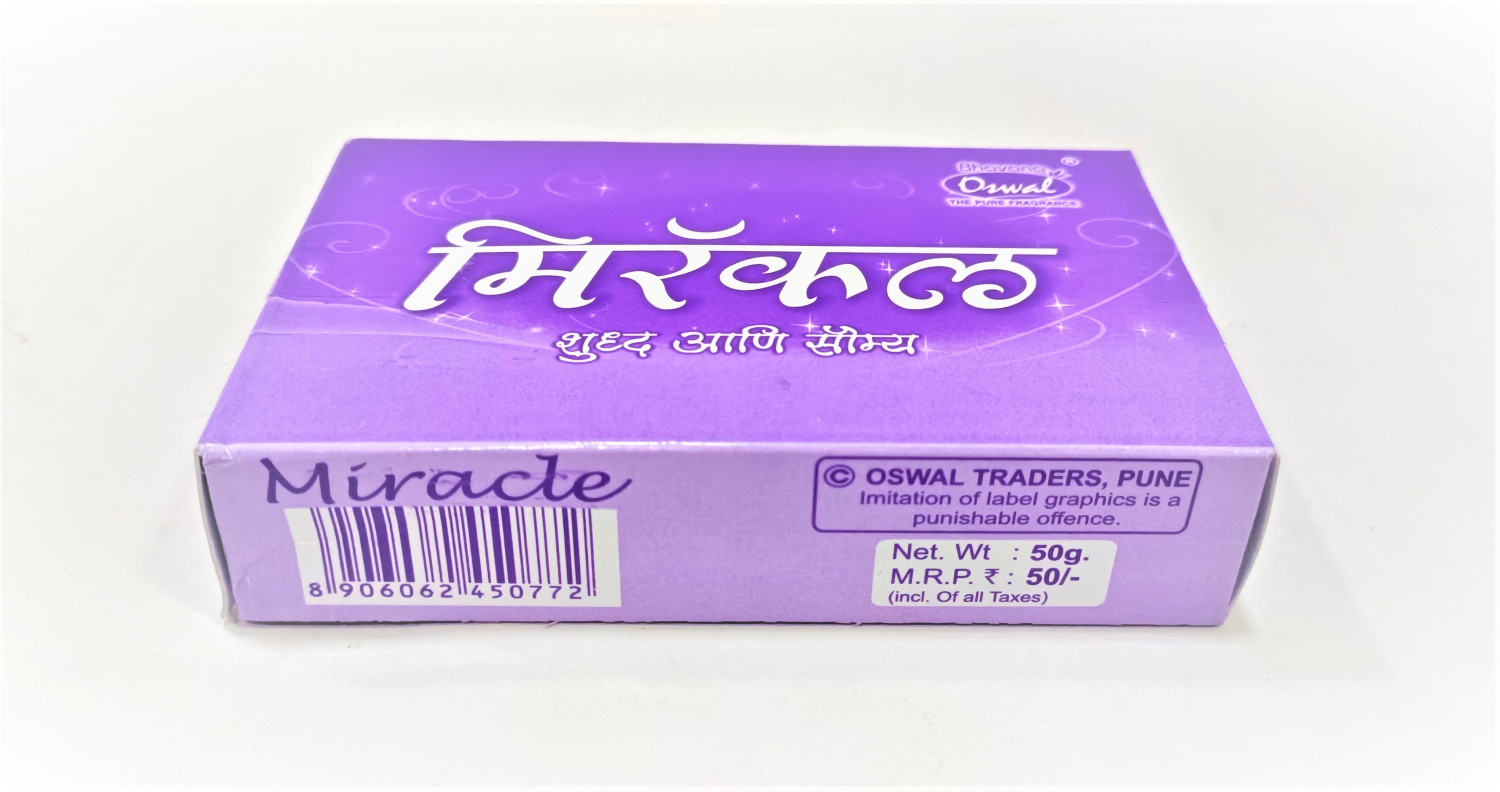 Bhavana®
Oswal
THE PURE FRAGRANCE
मिरॅकल
शुध्द आणि सौम्य
Miracle
8 906062 450772
© OSWAL TRADERS, PUNE
Imitation of label graphics is a
punishable offence.
Net. Wt : 50g.
M.R.P. ₹ : 50/-
(incl. Of all Taxes)